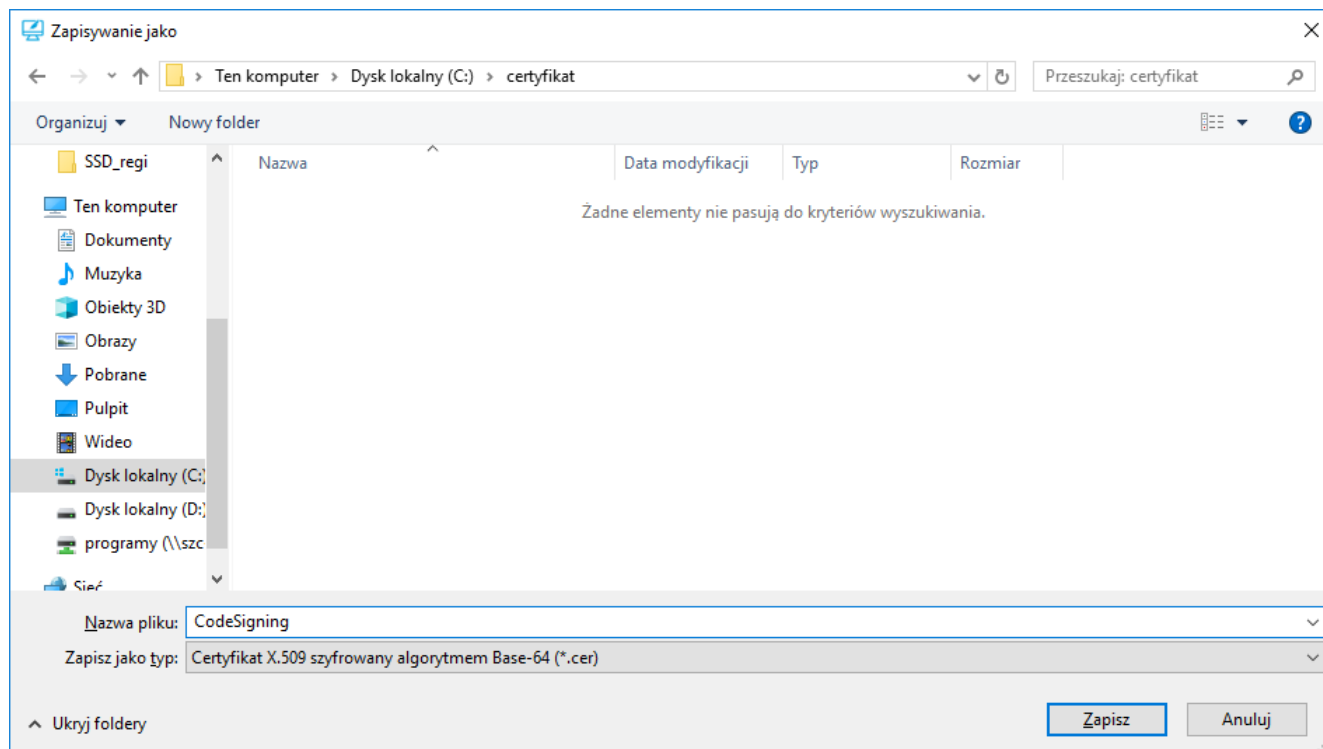 Zapisywanie jako
Ten komputer > Dysk lokalny (C:) > certyfikat
Przeszukaj: certyfikat
Organizuj Nowy folder
SSD_regi
Ten komputer
Dokumenty
Muzyka
Obiekty 3D
Obrazy
Pobrane
Pulpit
Wideo
Dysk lokalny (C:)
Dysk lokalny (D:)
programy (\\szc
Sieć
Nazwa Data modyfikacji Typ Rozmiar
Żadne elementy nie pasują do kryteriów wyszukiwania.
Nazwa pliku: CodeSigning
Zapisz jako typ: Certyfikat X.509 szyfrowany algorytmem Base-64 (*.cer)
Ukryj foldery
Zapisz Anuluj